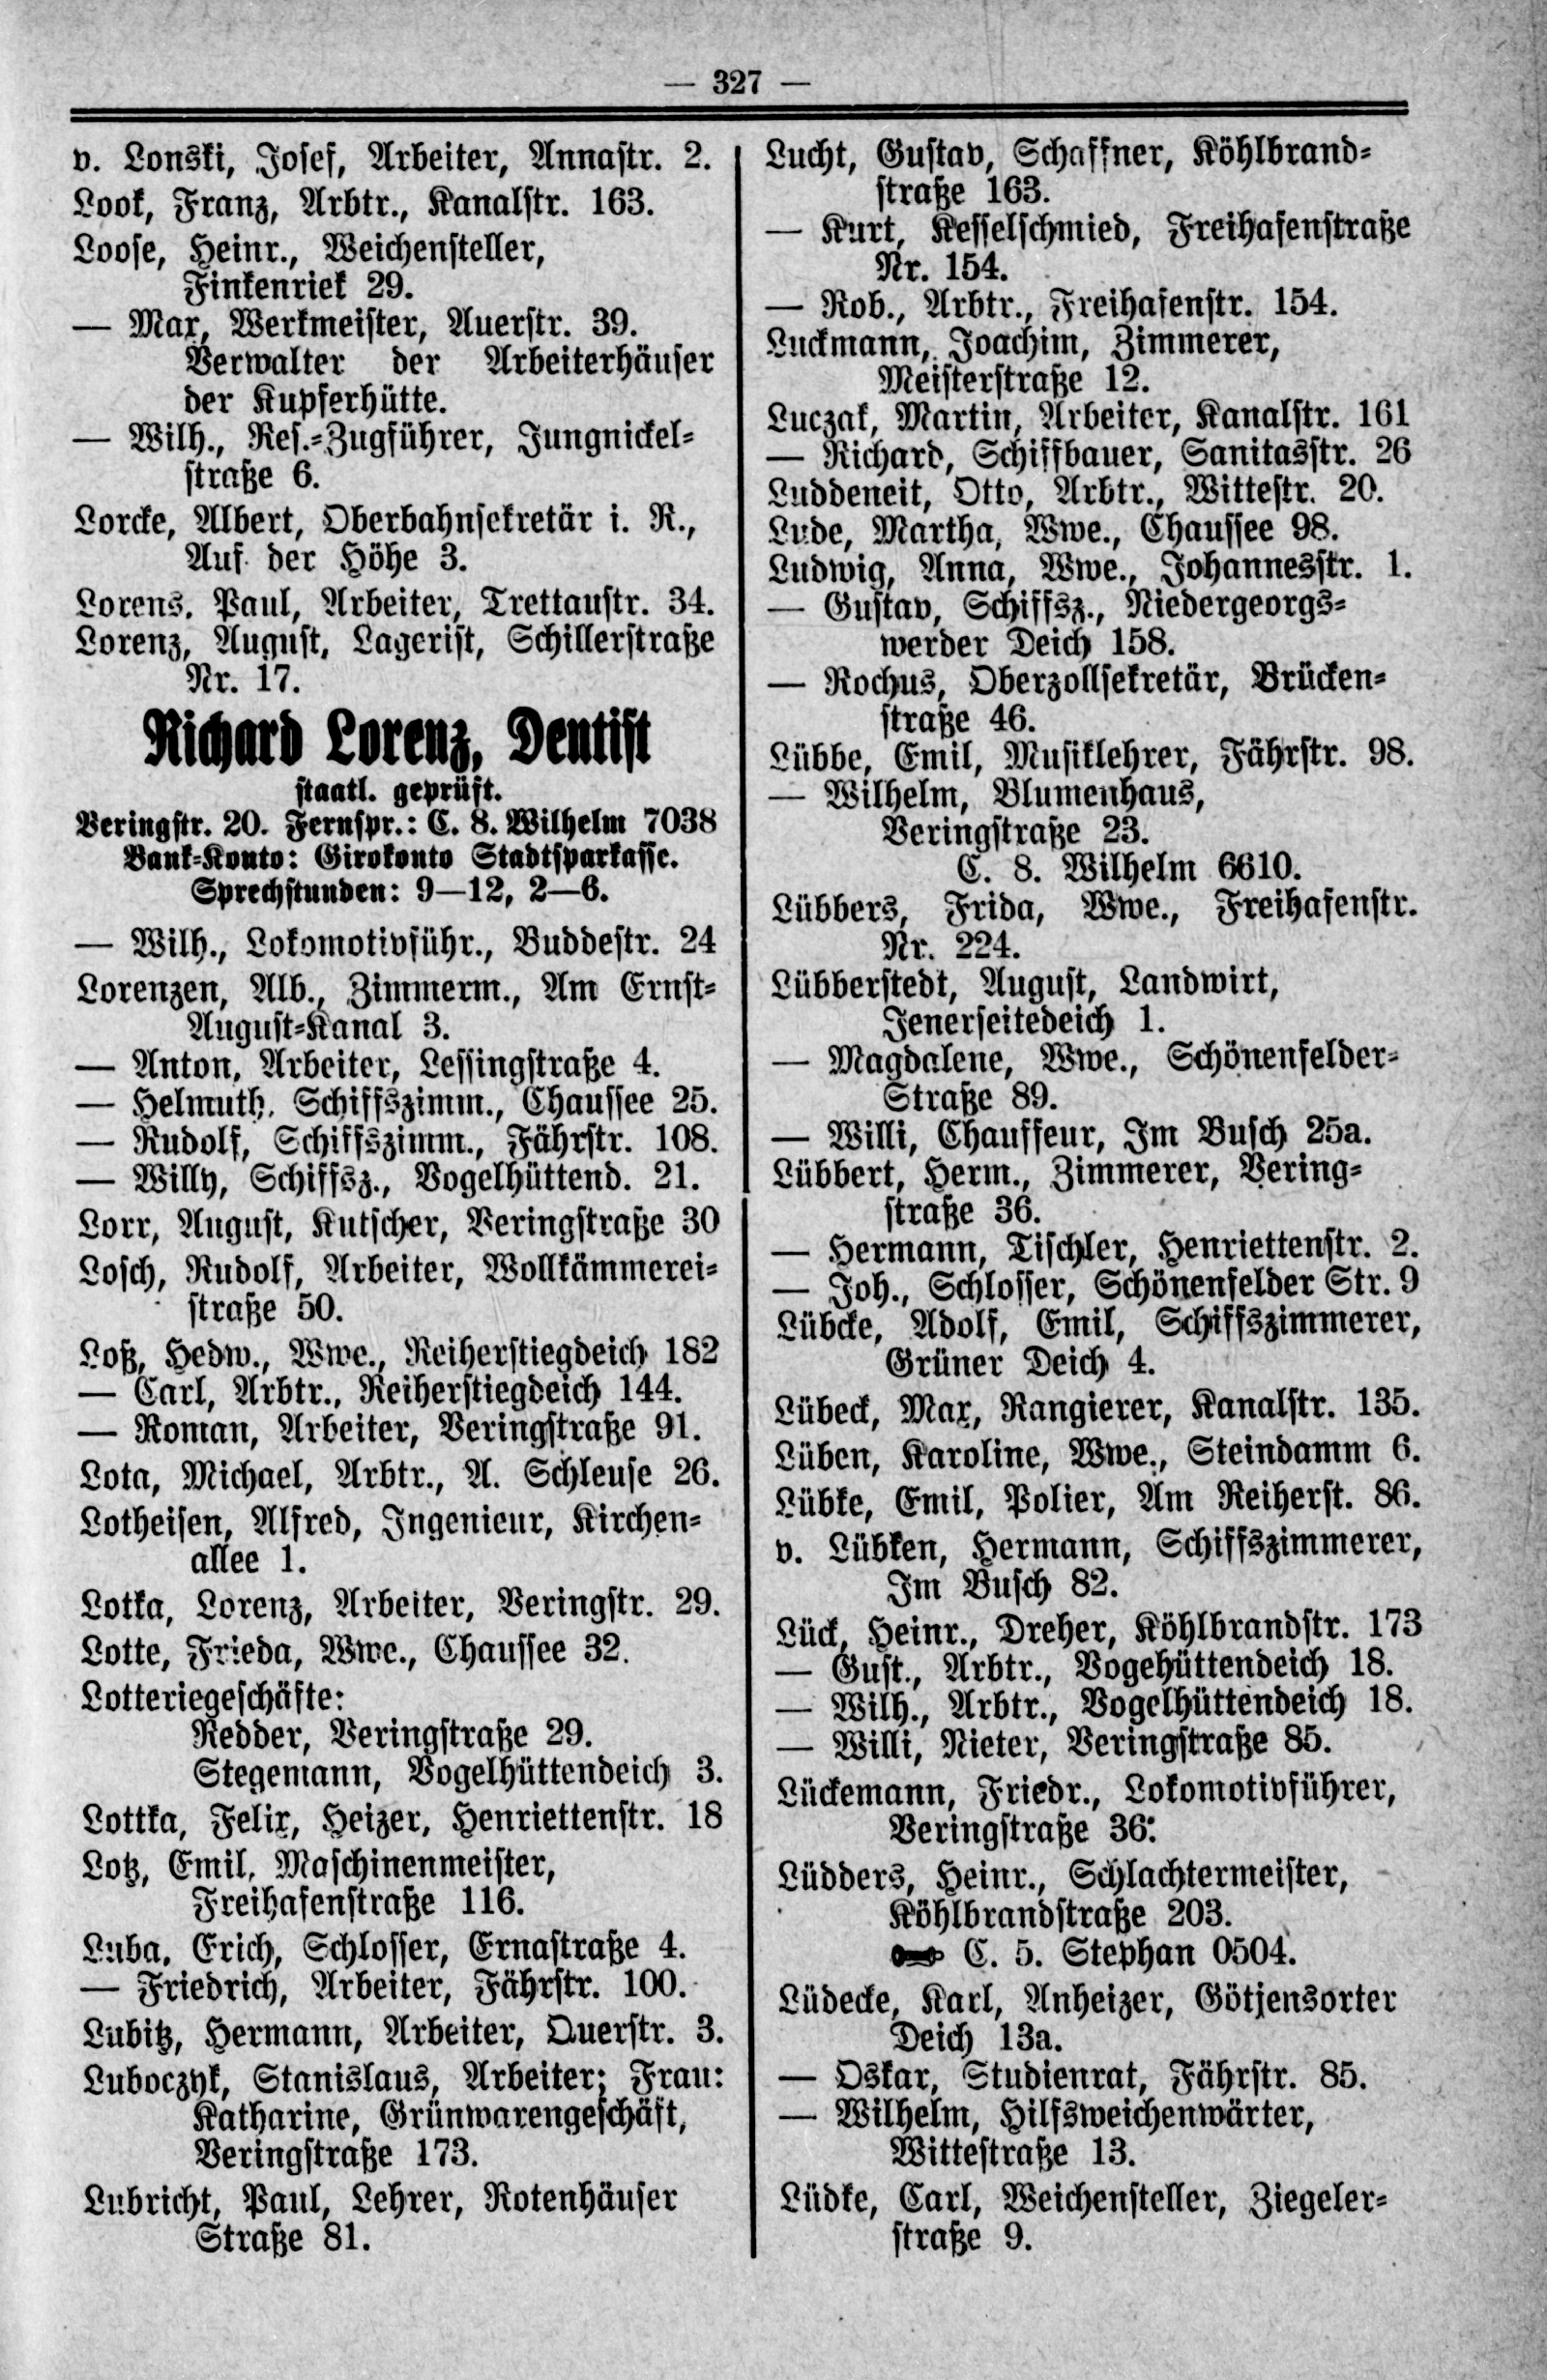 — 327 —
v. Lonski, Josef, Arbeiter, Annastr. 2.
Look, Franz, Arbtr., Kanalstr. 163.
Loose, Heinr., Weichensteller,
Finkenriek 29.
— Max, Werkmeister, Auerstr. 39.
Verwalter der Arbeiterhäuser
der Kupferhütte.
— Wilh., Res.-Zugführer, Jungnickel-
straße 6.
Lorcke, Albert, Oberbahnsekretär i. R.,
Auf der Höhe 3.
Lorens, Paul, Arbeiter, Trettaustr. 34.
Lorenz, August, Lagerist, Schillerstraße
Nr. 17.
Richard Lorenz, Dentist
staatl. geprüft.
Veringstr. 20. Fernspr.: C. 8. Wilhelm 7038
Bank-Konto: Girokonto Stadtsparkasse.
Sprechstunden: 9—12, 2—6.
— Wilh., Lokomotivführ., Buddestr. 24
Lorenzen, Alb., Zimmerm., Am Ernst-
August-Kanal 3.
— Anton, Arbeiter, Lessingstraße 4.
— Helmuth, Schiffszimm., Chaussee 25.
— Rudolf, Schiffszimm., Fährstr. 108.
— Willy, Schiffsz., Vogelhüttend. 21.
Lorr, August, Kutscher, Veringstraße 30
Losch, Rudolf, Arbeiter, Wollkämmerei-
straße 50.
Loß, Hedw., Wwe., Reiherstiegdeich 182
— Carl, Arbtr., Reiherstiegdeich 144.
— Roman, Arbeiter, Veringstraße 91.
Lota, Michael, Arbtr., A. Schleuse 26.
Lotheisen, Alfred, Ingenieur, Kirchen-
allee 1.
Lotka, Lorenz, Arbeiter, Veringstr. 29.
Lotte, Frieda, Wwe., Chaussee 32.
Lotteriegeschäfte:
Redder, Veringstraße 29.
Stegemann, Vogelhüttendeich 3.
Lottka, Felix, Heizer, Henriettenstr. 18
Lotz, Emil, Maschinenmeister,
Freihafenstraße 116.
Luba, Erich, Schlosser, Ernastraße 4.
— Friedrich, Arbeiter, Fährstr. 100.
Lubitz, Hermann, Arbeiter, Querstr. 3.
Luboczyk, Stanislaus, Arbeiter; Frau:
Katharine, Grünwarengeschäft,
Veringstraße 173.
Lubricht, Paul, Lehrer, Rotenhäuser
Straße 81.
Lucht, Gustav, Schaffner, Köhlbrand-
straße 163.
— Kurt, Kesselschmied, Freihafenstraße
Nr. 154.
— Rob., Arbtr., Freihafenstr. 154.
Luckmann, Joachim, Zimmerer,
Meisterstraße 12.
Luczak, Martin, Arbeiter, Kanalstr. 161
— Richard, Schiffbauer, Sanitasstr. 26
Luddeneit, Otto, Arbtr., Wittestr. 20.
Lude, Martha, Wwe., Chaussee 98.
Ludwig, Anna, Wwe., Johannesstr. 1.
— Gustav, Schiffsz., Niedergeorgs-
werder Deich 158.
— Rochus, Oberzollsekretär, Brücken-
straße 46.
Lübbe, Emil, Musiklehrer, Fährstr. 98.
— Wilhelm, Blumenhaus,
Veringstraße 23.
C. 8. Wilhelm 6610.
Lübbers, Frida, Wwe., Freihafenstr.
Nr. 224.
Lübberstedt, August, Landwirt,
Jenerseitedeich 1.
— Magdalene, Wwe., Schönenfelder-
Straße 89.
— Willi, Chauffeur, Im Busch 25a.
Lübbert, Herm., Zimmerer, Vering-
straße 36.
— Hermann, Tischler, Henriettenstr. 2.
— Joh., Schlosser, Schönenfelder Str. 9
Lübcke, Adolf, Emil, Schiffszimmerer,
Grüner Deich 4.
Lübeck, Max, Rangierer, Kanalstr. 135.
Lüben, Karoline, Wwe., Steindamm 6.
Lübke, Emil, Polier, Am Reiherst. 86.
v. Lübken, Hermann, Schiffszimmerer,
Im Busch 82.
Lück, Heinr., Dreher, Köhlbrandstr. 173
— Gust., Arbtr., Vogehüttendeich 18.
— Wilh., Arbtr., Vogelhüttendeich 18.
— Willi, Nieter, Veringstraße 85.
Lückemann, Friedr., Lokomotivführer,
Veringstraße 36.
Lüdders, Heinr., Schlachtermeister,
Köhlbrandstraße 203.
C. 5. Stephan 0504.
Lüdecke, Karl, Anheizer, Götjensorter
Deich 13a.
— Oskar, Studienrat, Fährstr. 85.
— Wilhelm, Hilfsweichenwärter,
Wittestraße 13.
Lüdke, Carl, Weichensteller, Ziegeler-
straße 9.